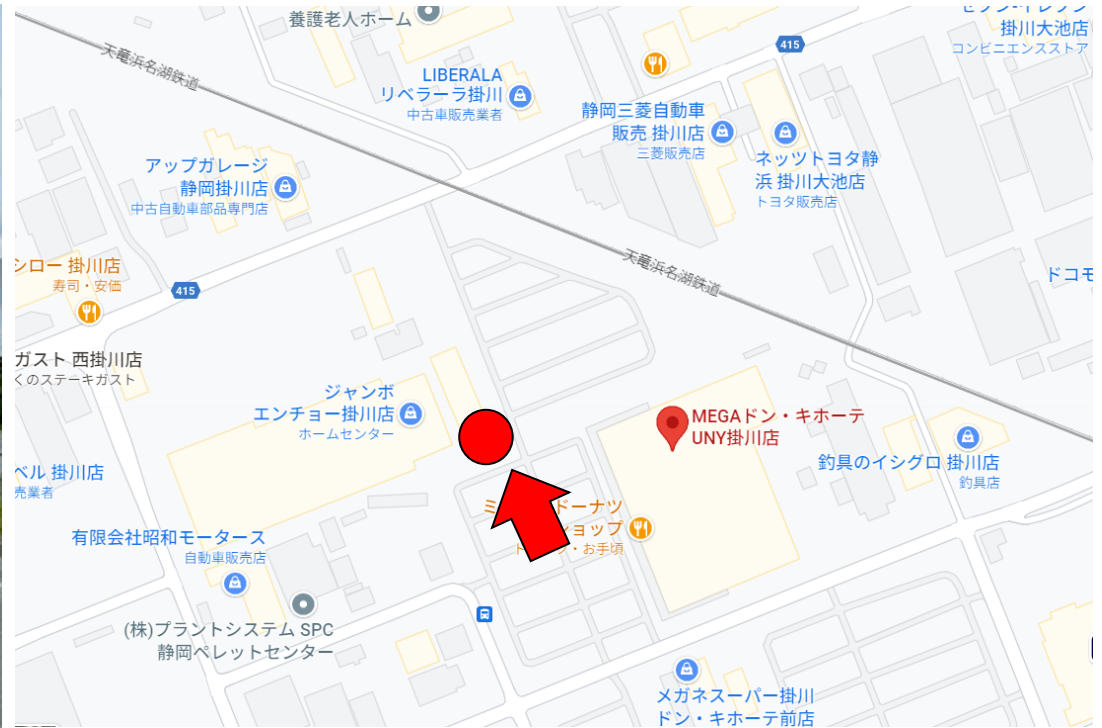 養護老人ホーム
天竜浜名湖鉄道
掛川大池店
コンビニエンスストア
415
LIBERALA
リベラーラ掛川
中古車販売業者
静岡三菱自動車
販売 掛川店
三菱販売店
ネッツトヨタ静
浜 掛川大池店
トヨタ販売店
アップガレージ
静岡掛川店
中古自動車部品専門店
天竜浜名湖鉄道
シロー 掛川店
寿司・安価
415
ドコモ
ガスト 西掛川店
くのステーキガスト
ジャンボ
エンチョー掛川店
ホームセンター
MEGAドン・キホーテ
UNY掛川店
釣具のイシグロ 掛川店
釣具店
ベル 掛川店
売業者
ドーナツ
ョップ
・お手頃
有限会社昭和モータース
自動車販売店
(株)プラントシステム SPC
静岡ペレットセンター
メガネスーパー掛川
ドン・キホーテ前店